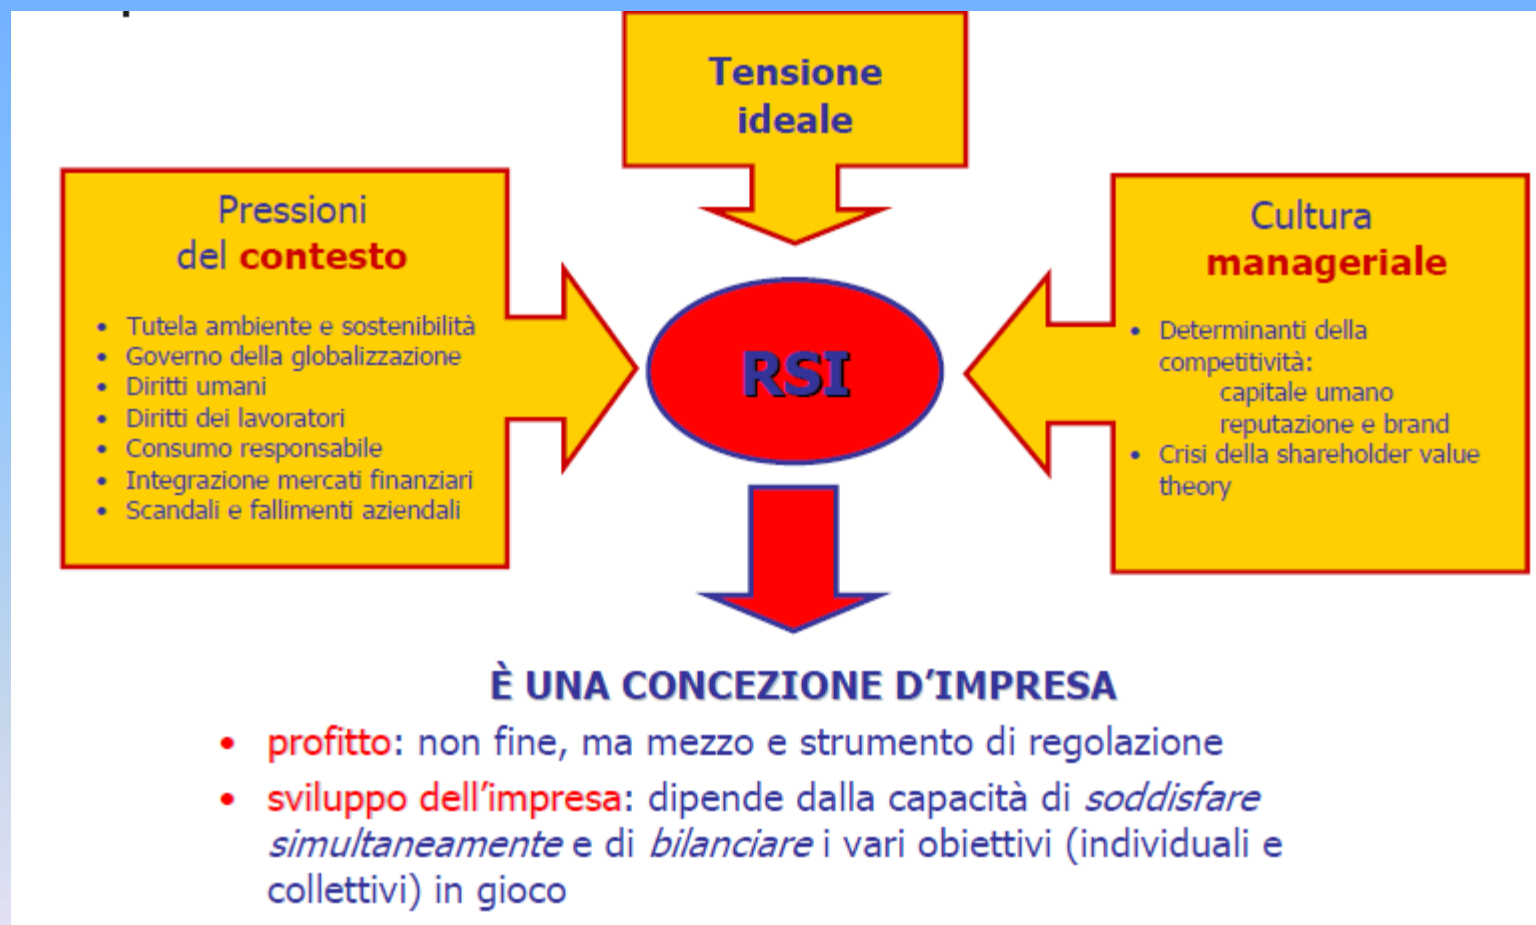 Tensione
ideale
Pressioni
del contesto
• Tutela ambiente e sostenibilità
• Governo della globalizzazione
• Diritti umani
• Diritti dei lavoratori
• Consumo responsabile
• Integrazione mercati finanziari
• Scandali e fallimenti aziendali
RSI
Cultura
manageriale
• Determinanti della
competitività:
capitale umano
reputazione e brand
• Crisi della shareholder value
theory
È UNA CONCEZIONE D’IMPRESA
• profitto: non fine, ma mezzo e strumento di regolazione
• sviluppo dell’impresa: dipende dalla capacità di soddisfare
simultaneamente e di bilanciare i vari obiettivi (individuali e
collettivi) in gioco